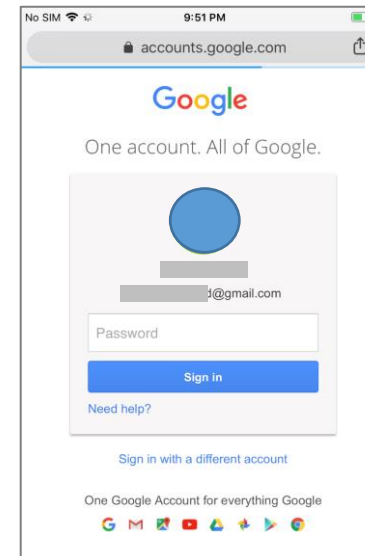 No SIM 9:51 PM
accounts.google.com
Google
One account. All of Google.
d@gmail.com
Password
Sign in
Need help?
Sign in with a different account
One Google Account for everything Google